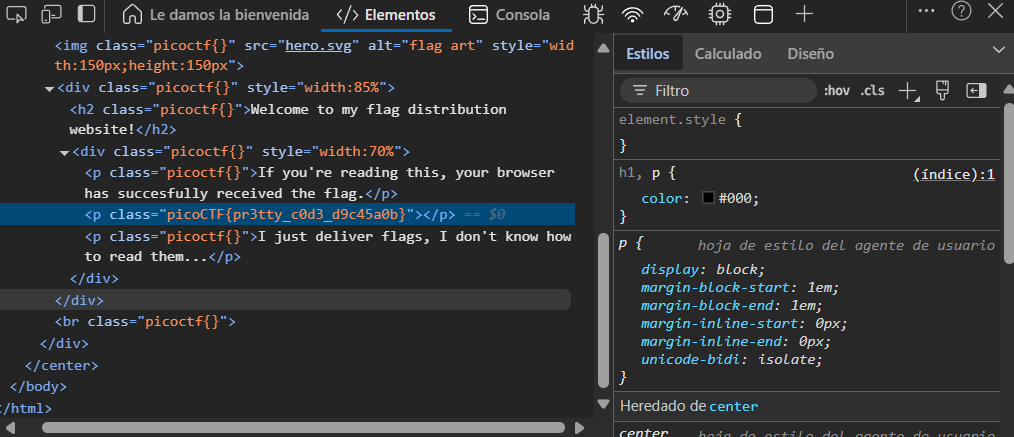 Le damos la bienvenida
Elementos
Consola
<img class="picoctf{}" src="hero.svg" alt="flag art" style="wid
th:150px;height:150px">
<div class="picoctf{}" style="width:85%">
<h2 class="picoctf{}">Welcome to my flag distribution
website!</h2>
<div class="picoctf{}" style="width:70%">
<p class="picoctf{}">If you're reading this, your browser
has succesfully received the flag.</p>
<p class="picoCTF{pr3tty_c0d3_d9c45a0b}"></p> == $0
<p class="picoctf{}">I just deliver flags, I don't know how
to read them...</p>
</div>
</div>
<br class="picoctf{}">
</div>
</center>
</body>
</html>
Estilos Calculado Diseño
Filtro :hov .cls
element.style {
}
h1, p { (índice):1
color: #000;
}
p { hoja de estilo del agente de usuario
display: block;
margin-block-start: 1em;
margin-block-end: 1em;
margin-inline-start: 0px;
margin-inline-end: 0px;
unicode-bidi: isolate;
}
Heredado de center
center hoja de estilo del agente de usuario